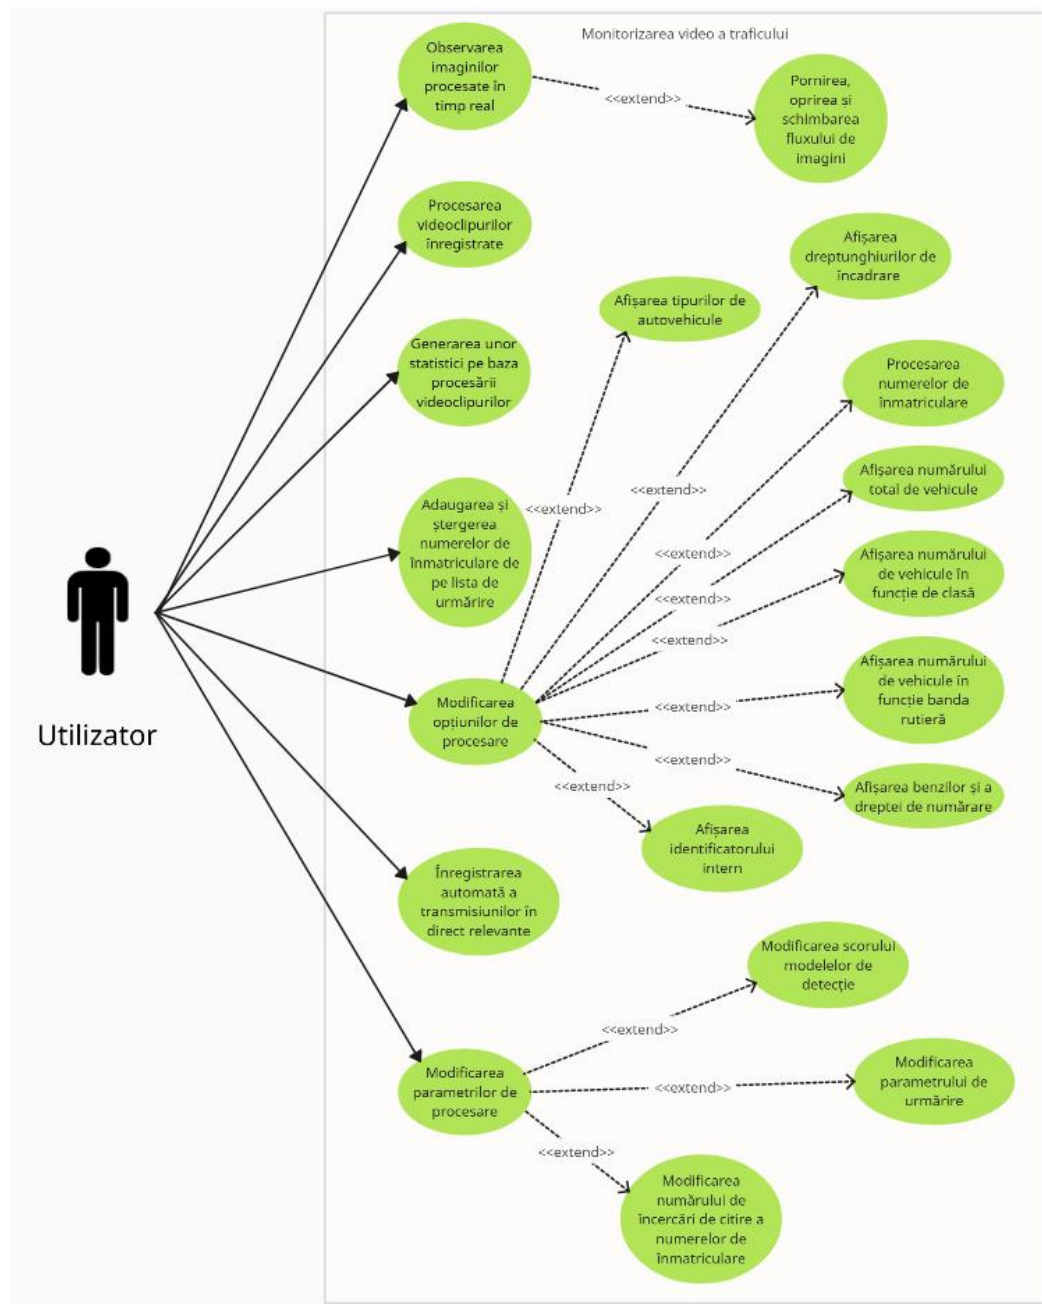 Monitorizarea video a traficului
Observarea
imaginilor
procesate în
timp real
<<extend>>
Pornirea,
oprirea și
schimbarea
fluxului de
imagini
Procesarea
videoclipurilor
înregistrate
Afișarea
dreptunghiurilor de
încadrare
Afișarea tipurilor de
autovehicule
Generarea unor
statistici pe baza
procesării
videoclipurilor
Procesarea
numerelor de
înmatriculare
<<extend>>
<<extend>>
Afișarea numărului
total de vehicule
Adaugarea și
ștergerea
numerelor de
înmatriculare de
pe lista de
urmărire
<<extend>>
<<extend>>
<<extend>>
Afișarea numărului
de vehicule în
funcție de clasă
Utilizator
Modificarea
opțiunilor de
procesare
<<extend>>
Afișarea numărului
de vehicule în
funcție banda
rutieră
<<extend>>
<<extend>>
Afișarea benzilor și a
dreptei de numărare
Afișarea
identificatorului
intern
Înregistrarea
automată a
transmisiunilor în
direct relevante
Modificarea scorului
modelelor de
detecție
<<extend>>
Modificarea
parametrilor de
procesare
<<extend>>
Modificarea
parametrului de
urmărire
<<extend>>
Modificarea
numărului de
încercări de citire a
numerelor de
înmatriculare